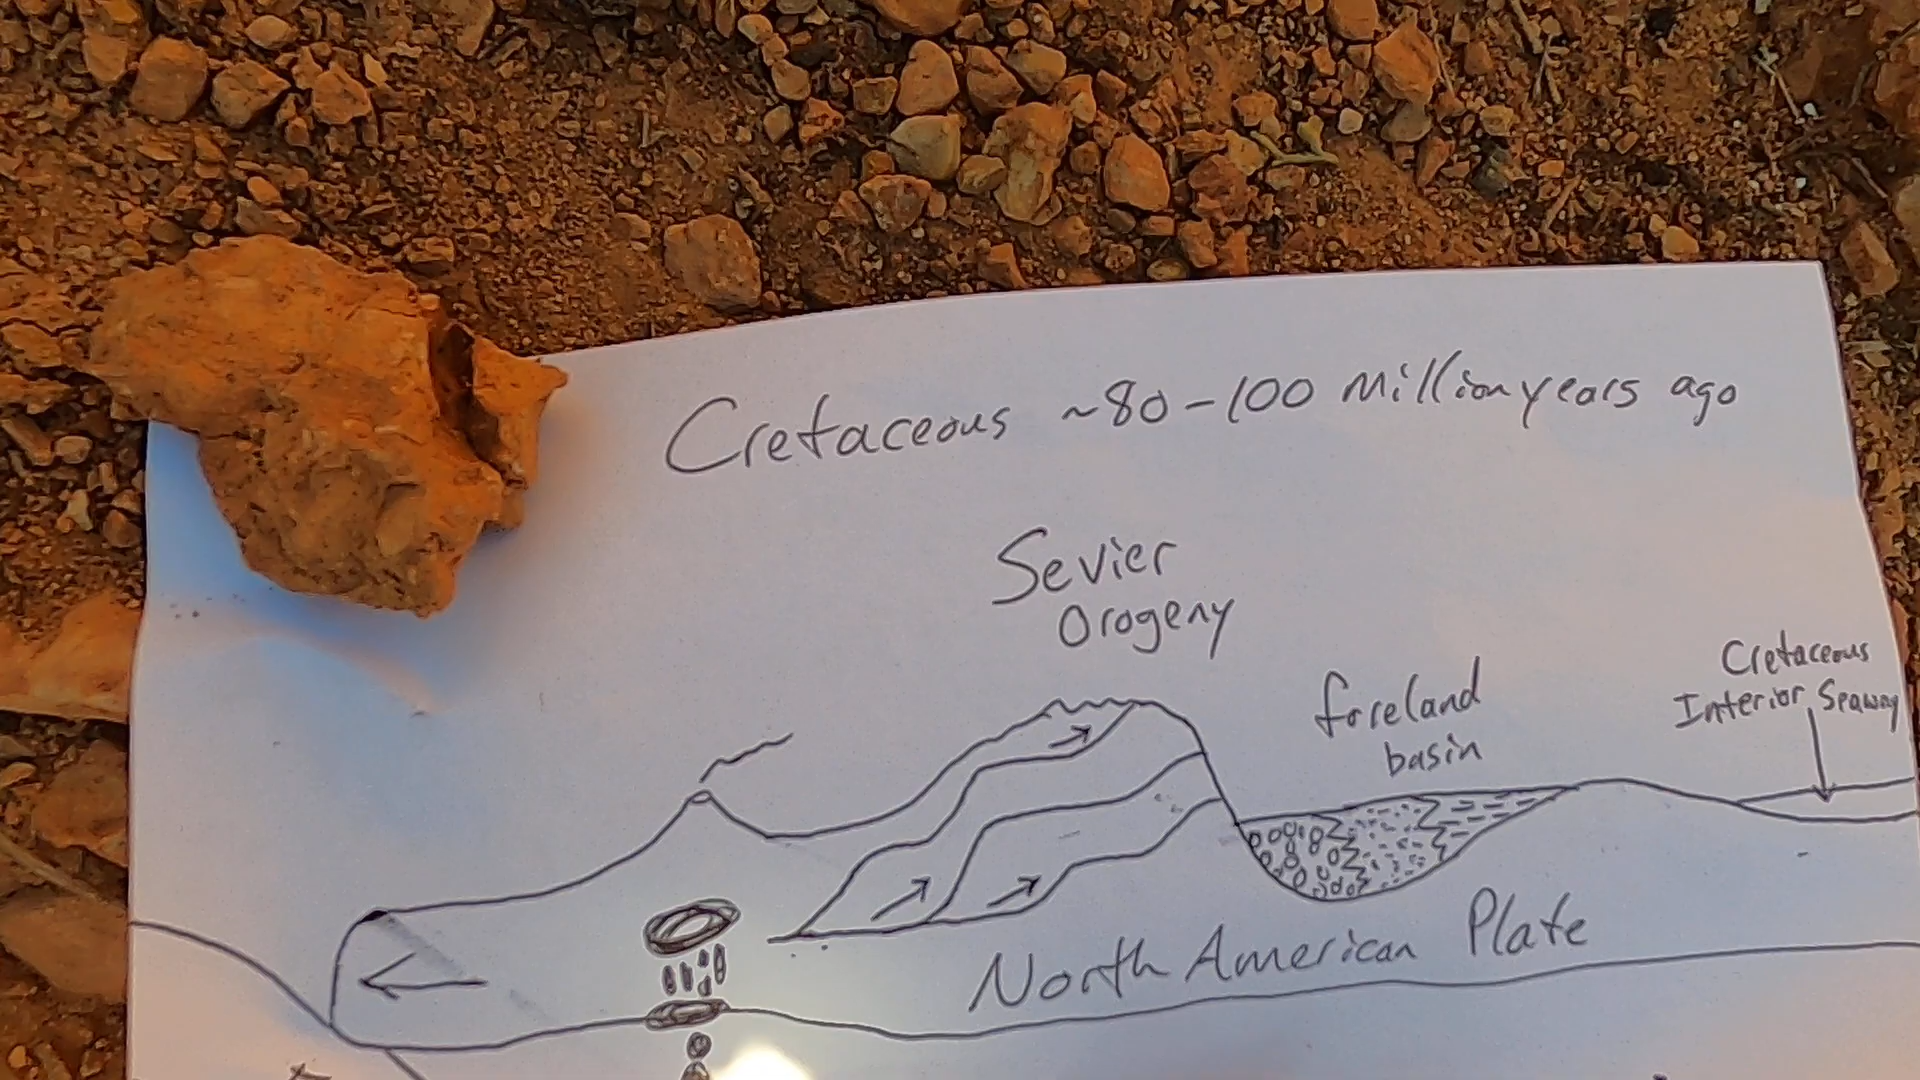 Cretaceous ~80-100 Million years ago
Sevier
Orogeny
foreland
basin
Cretaceous
Interior Seaway
North American Plate